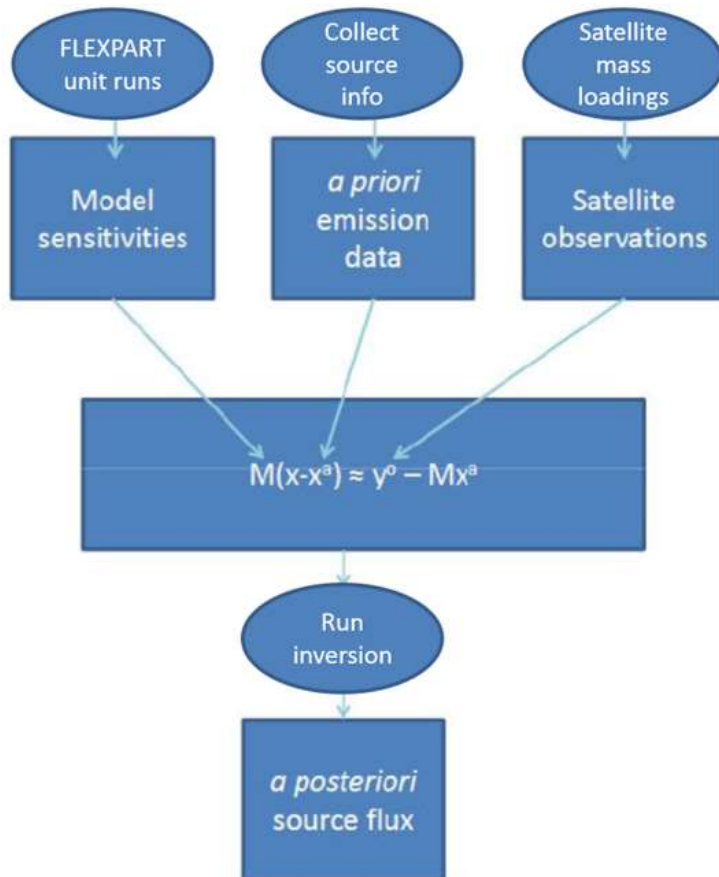 FLEXPART
unit runs
Collect
source
info
Satellite
mass
loadings
Model
sensitivities
a priori
emission
data
Satellite
observations
M(x-xᵃ) ≈ yᵒ – Mxᵃ
Run
inversion
a posteriori
source flux